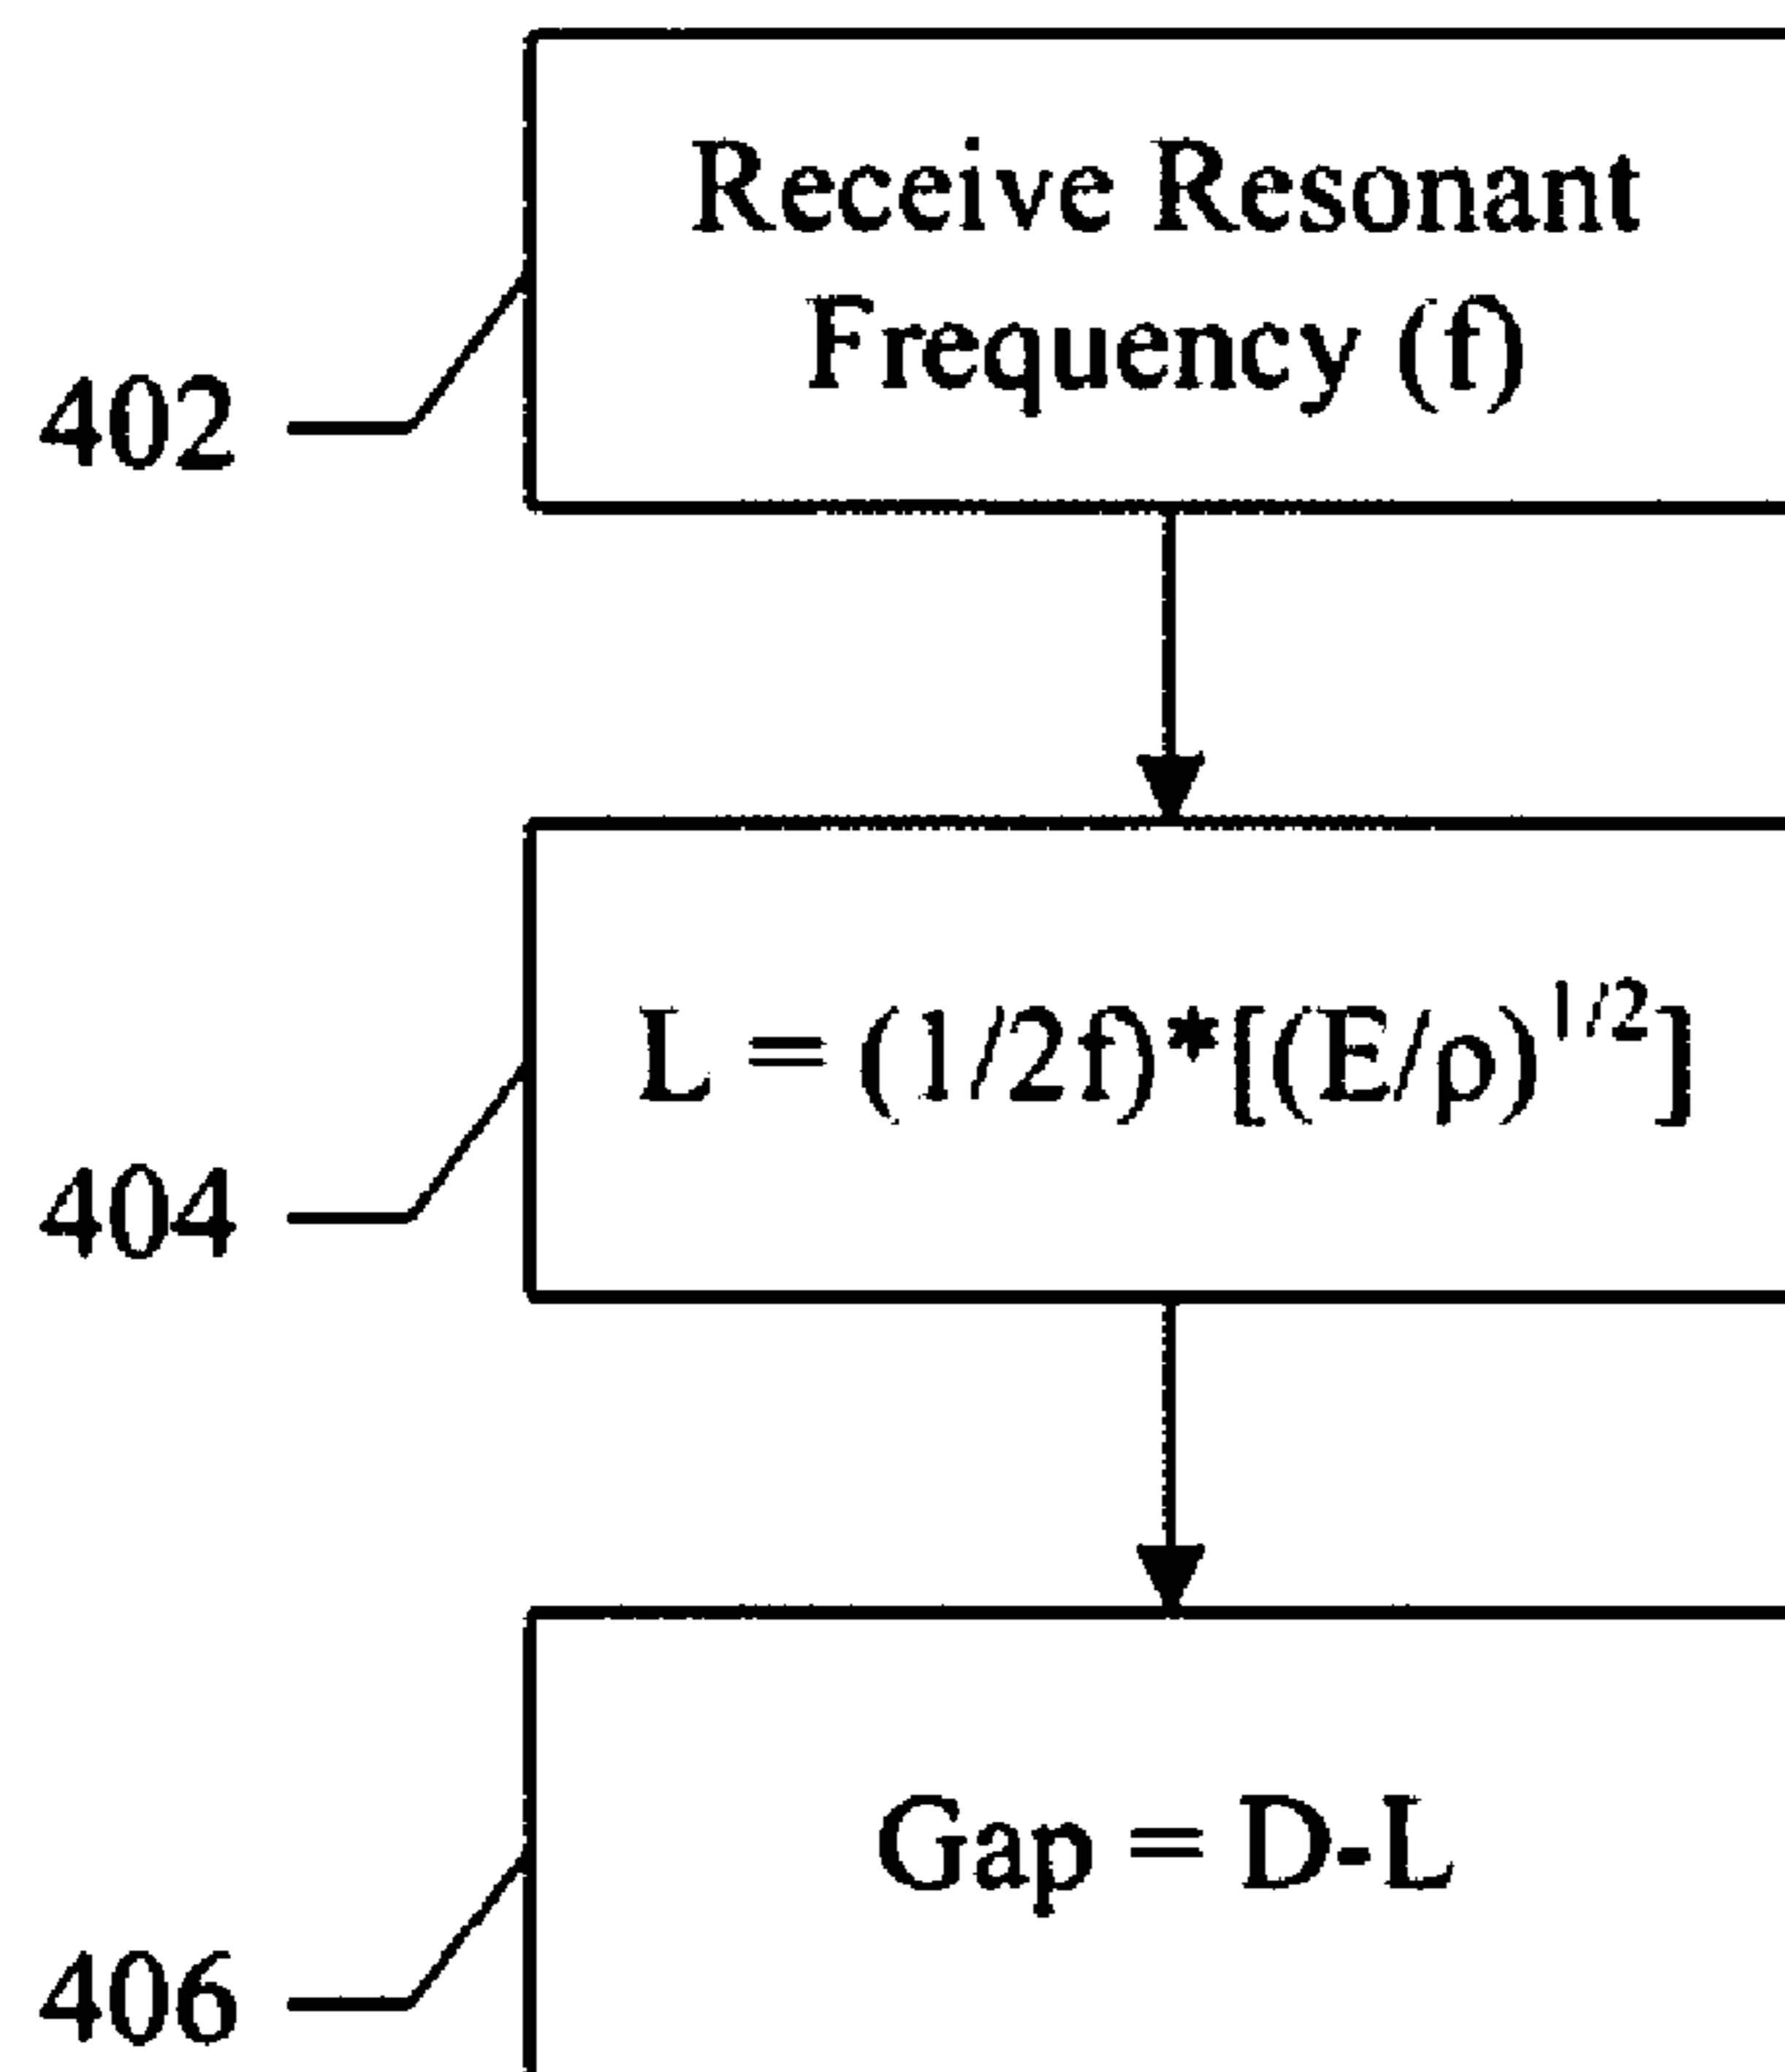 Receive Resonant
Frequency (f)
402
L = (1/2f)*[(E/ρ)^1/2]
404
Gap = D-L
406